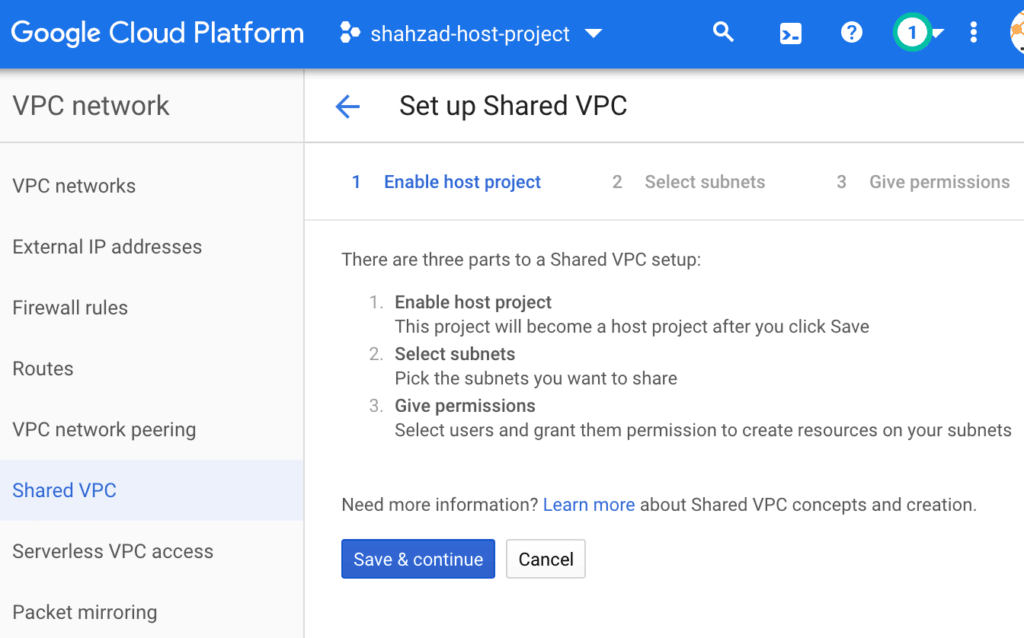 Google Cloud Platform
shahzad-host-project
1
VPC network
Set up Shared VPC
VPC networks
External IP addresses
Firewall rules
Routes
VPC network peering
Shared VPC
Serverless VPC access
Packet mirroring
1 Enable host project
2 Select subnets
3 Give permissions
There are three parts to a Shared VPC setup:
1. Enable host project
This project will become a host project after you click Save
2. Select subnets
Pick the subnets you want to share
3. Give permissions
Select users and grant them permission to create resources on your subnets
Need more information? Learn more about Shared VPC concepts and creation.
Save & continue
Cancel